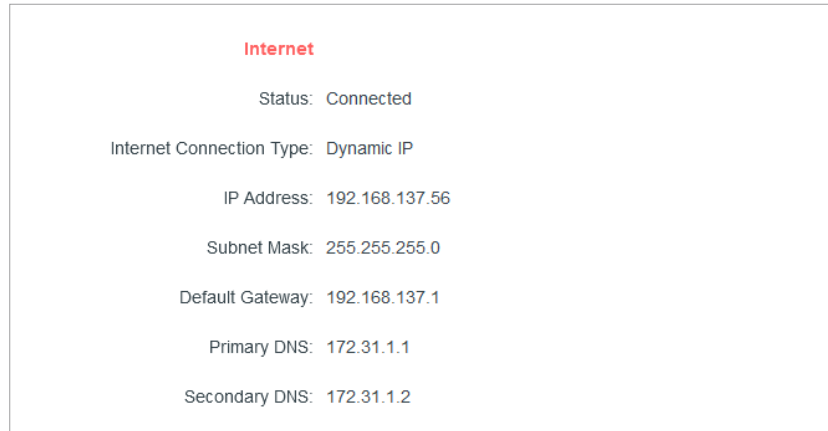 Internet
Status: Connected
Internet Connection Type: Dynamic IP
IP Address: 192.168.137.56
Subnet Mask: 255.255.255.0
Default Gateway: 192.168.137.1
Primary DNS: 172.31.1.1
Secondary DNS: 172.31.1.2